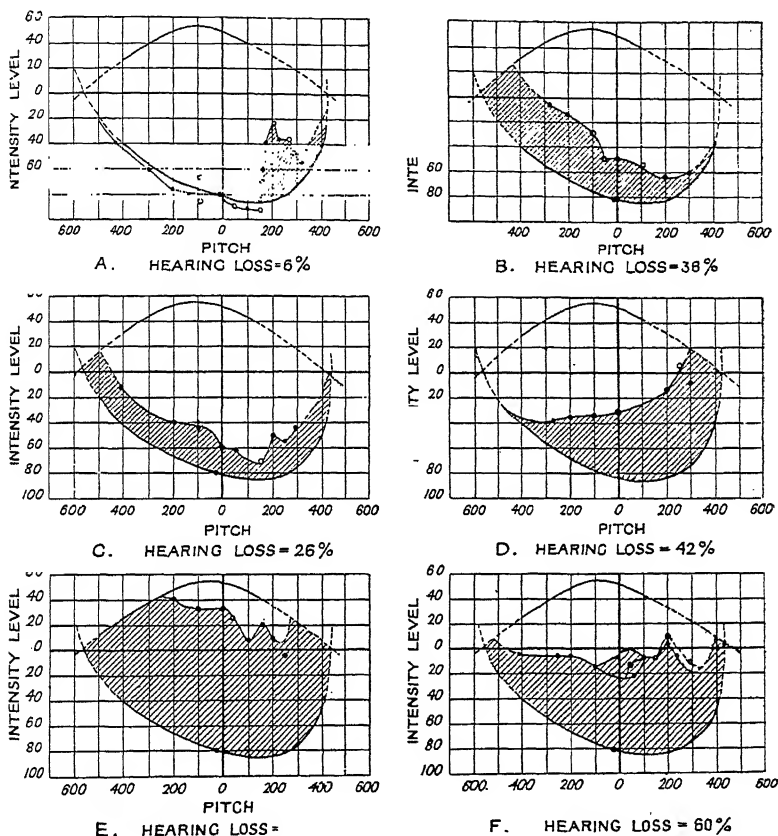 60 40 20 0 20 40 60
NTENSITY LEVEL
600 400 200 0 200 400 600
PITCH
A. HEARING LOSS=6%
60 80
INTE
600 400 200 0 200 400 600
PITCH
B. HEARING LOSS=38%
40 20 0 20 40 60 80 100
INTENSITY LEVEL
600 400 200 0 200 400 600
PITCH
C. HEARING LOSS=26%
60 40 20 0 80 100
ITY LEVEL
600 400 200 0 200 400 600
PITCH
D. HEARING LOSS=42%
40 20 0 20 40 60 80 100
INTENSITY LEVEL
600 400 200 0 200 400 600
PITCH
E. HEARING LOSS=
60 40 20 0 20 40 60 80 100
INTENSITY LEVEL
600. 400 200 0 200 400 600
F. HEARING LOSS = 60%